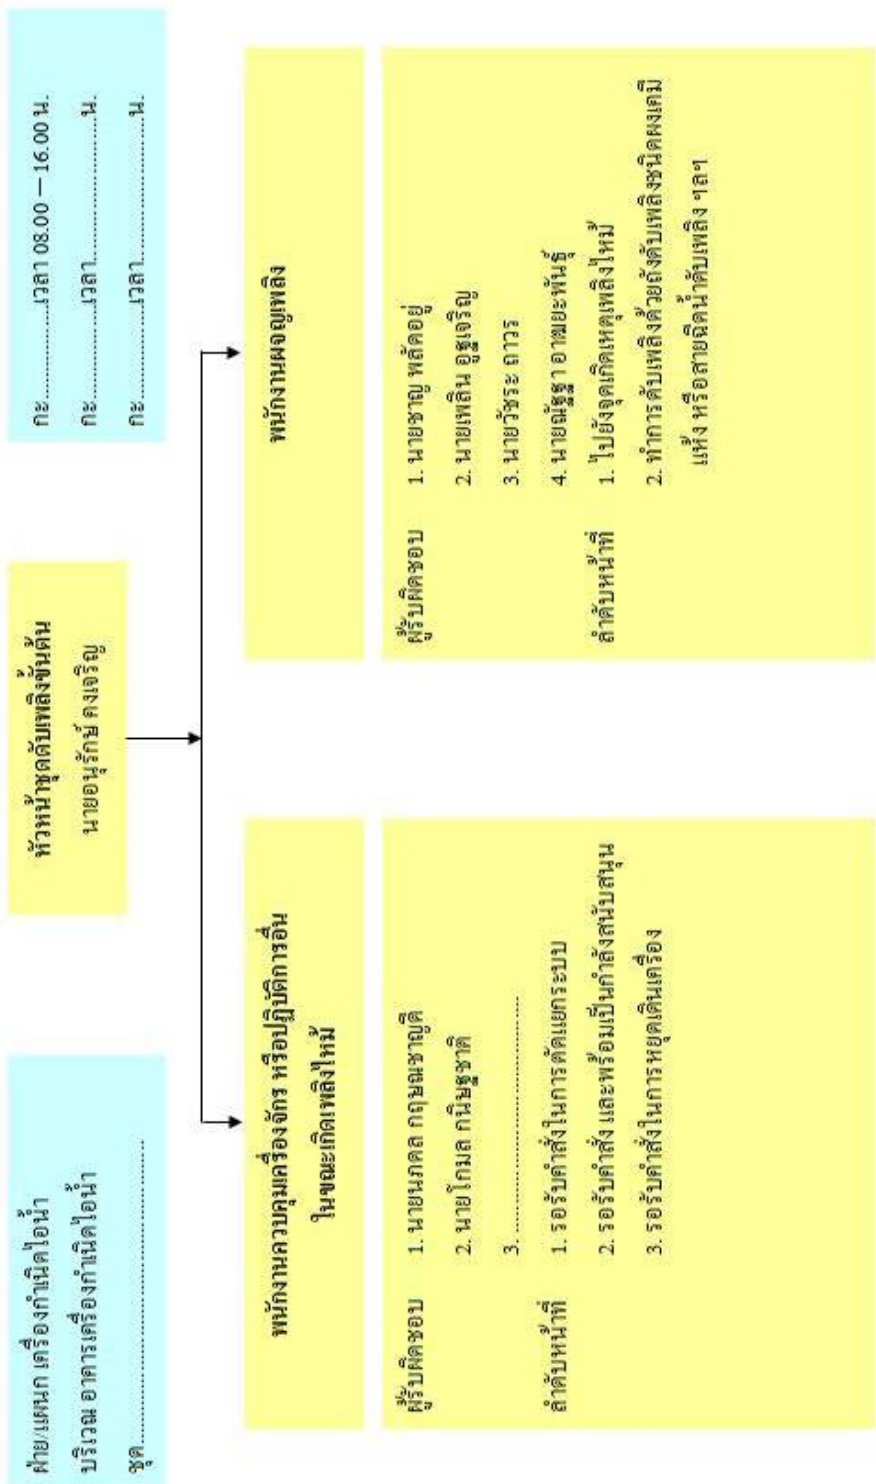 ฝ่าย/แผนก เครื่องกำเนิดไอน้ำ
บริเวณ อาคารเครื่องกำเนิดไอน้ำ
ชุด.......................................................
หัวหน้าชุดดับเพลิงขั้นต้น
นายอนุรักษ์ คงเจริญ
กะ..............เวลา 08.00 – 16.00 น.
กะ..............เวลา..............................น.
กะ..............เวลา..............................น.
พนักงานควบคุมเครื่องจักร หรือปฏิบัติการอื่น
ในขณะเกิดเพลิงไหม้
ผู้รับผิดชอบ 1. นายนภดล กฤษณชาญดี
2. นายโกมล กนิษฐชาติ
3. .......................................
ลำดับหน้าที่ 1. รอรับคำสั่งในการตัดแยกระบบ
2. รอรับคำสั่ง และพร้อมเป็นกำลังสนับสนุน
3. รอรับคำสั่งในการหยุดเดินเครื่อง
พนักงานผจญเพลิง
ผู้รับผิดชอบ 1. นายชาญ พลัดอยู่
2. นายเพลิน อูฐเจริญ
3. นายวัชระ ถาวร
4. นายณัฐฐา อาฒยะพันธุ์
ลำดับหน้าที่ 1. ไปยังจุดเกิดเหตุเพลิงไหม้
2. ทำการดับเพลิงด้วยถังดับเพลิงชนิดผงเคมี
แห้ง หรือสายฉีดน้ำดับเพลิง ฯลฯ